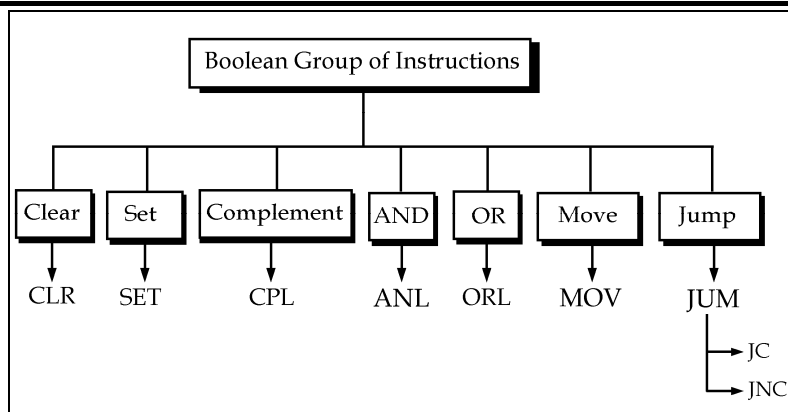 Boolean Group of Instructions
Clear
Set
Complement
AND
OR
Move
Jump
CLR
SET
CPL
ANL
ORL
MOV
JUM
JC
JNC